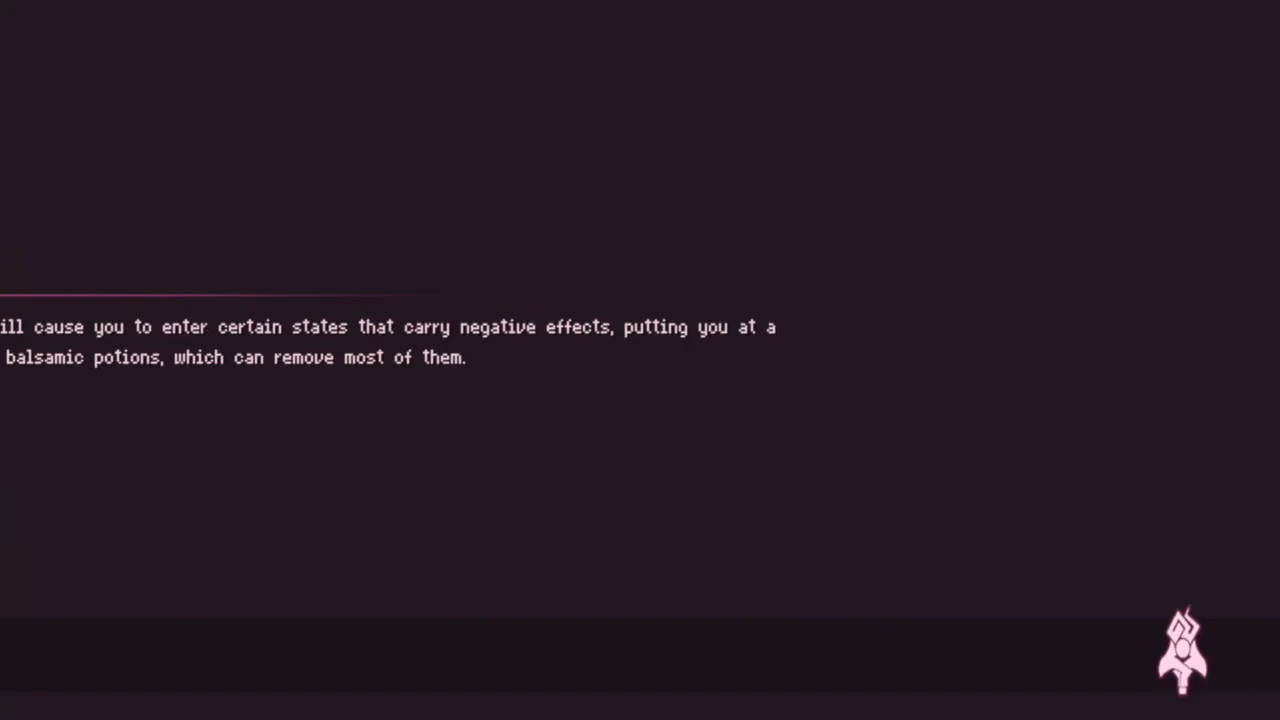 ill cause you to enter certain states that carry negative effects, putting you at a
balsamic potions, which can remove most of them.